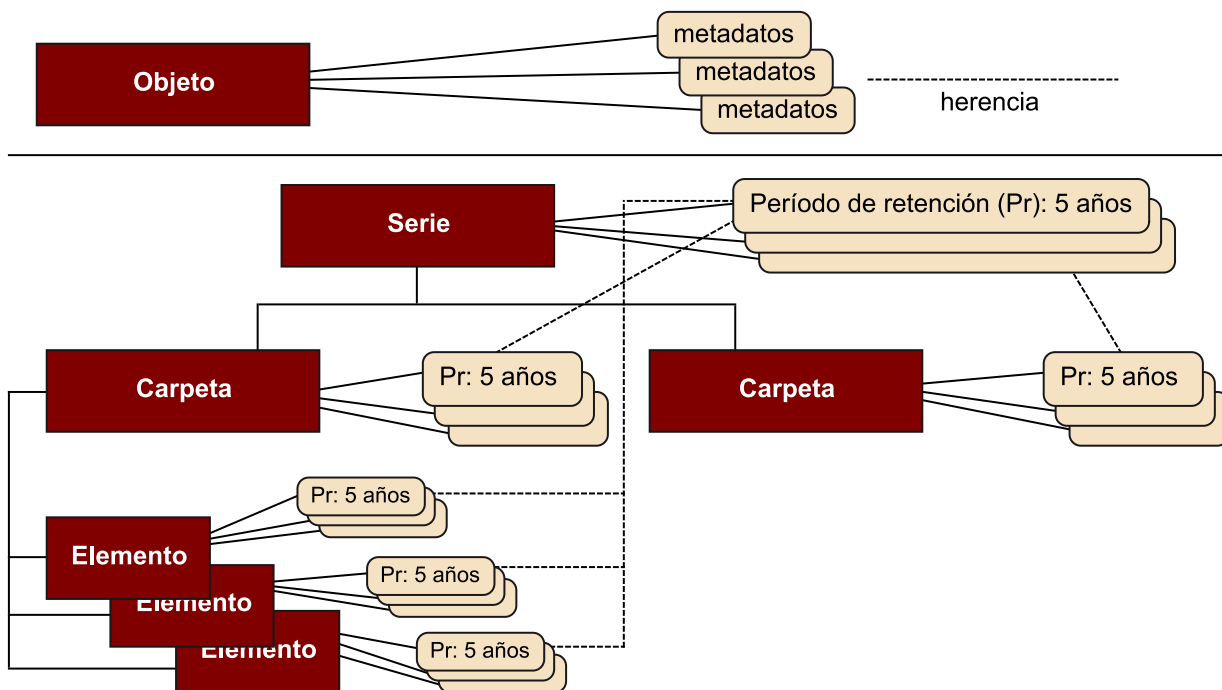 metadatos
Objeto
metadatos
metadatos
herencia
Serie
Período de retención (Pr): 5 años
Carpeta
Pr: 5 años
Carpeta
Pr: 5 años
Pr: 5 años
Elemento
Pr: 5 años
Elemento
Pr: 5 años
Elemento